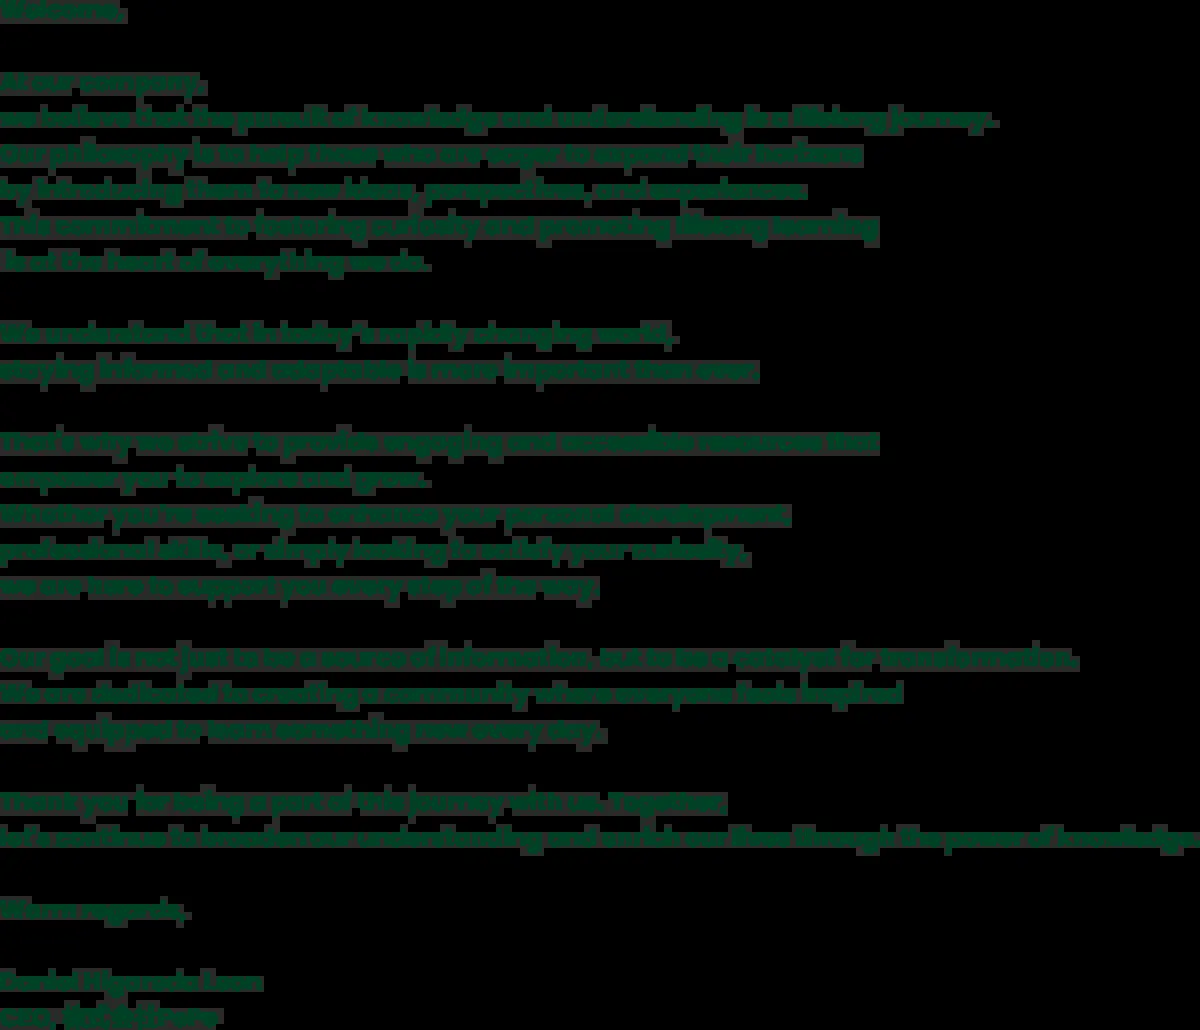 Welcome,
At our company,
we believe that the pursuit of knowledge and understanding is a lifelong journey.
Our philosophy is to help those who are eager to expand their horizons
by introducing them to new ideas, perspectives, and experiences.
This commitment to fostering curiosity and promoting lifelong learning
is at the heart of everything we do.
We understand that in today's rapidly changing world,
staying informed and adaptable is more important than ever.
That's why we strive to provide engaging and accessible resources that
empower you to explore and grow.
Whether you're seeking to enhance your personal development,
professional skills, or simply looking to satisfy your curiosity,
we are here to support you every step of the way.
Our goal is not just to be a source of information, but to be a catalyst for transformation.
We are dedicated to creating a community where everyone feels inspired
and equipped to learn something new every day.
Thank you for being a part of this journey with us. Together,
let's continue to broaden our understanding and enrich our lives through the power of knowledge.
Warm regards,
CEO,